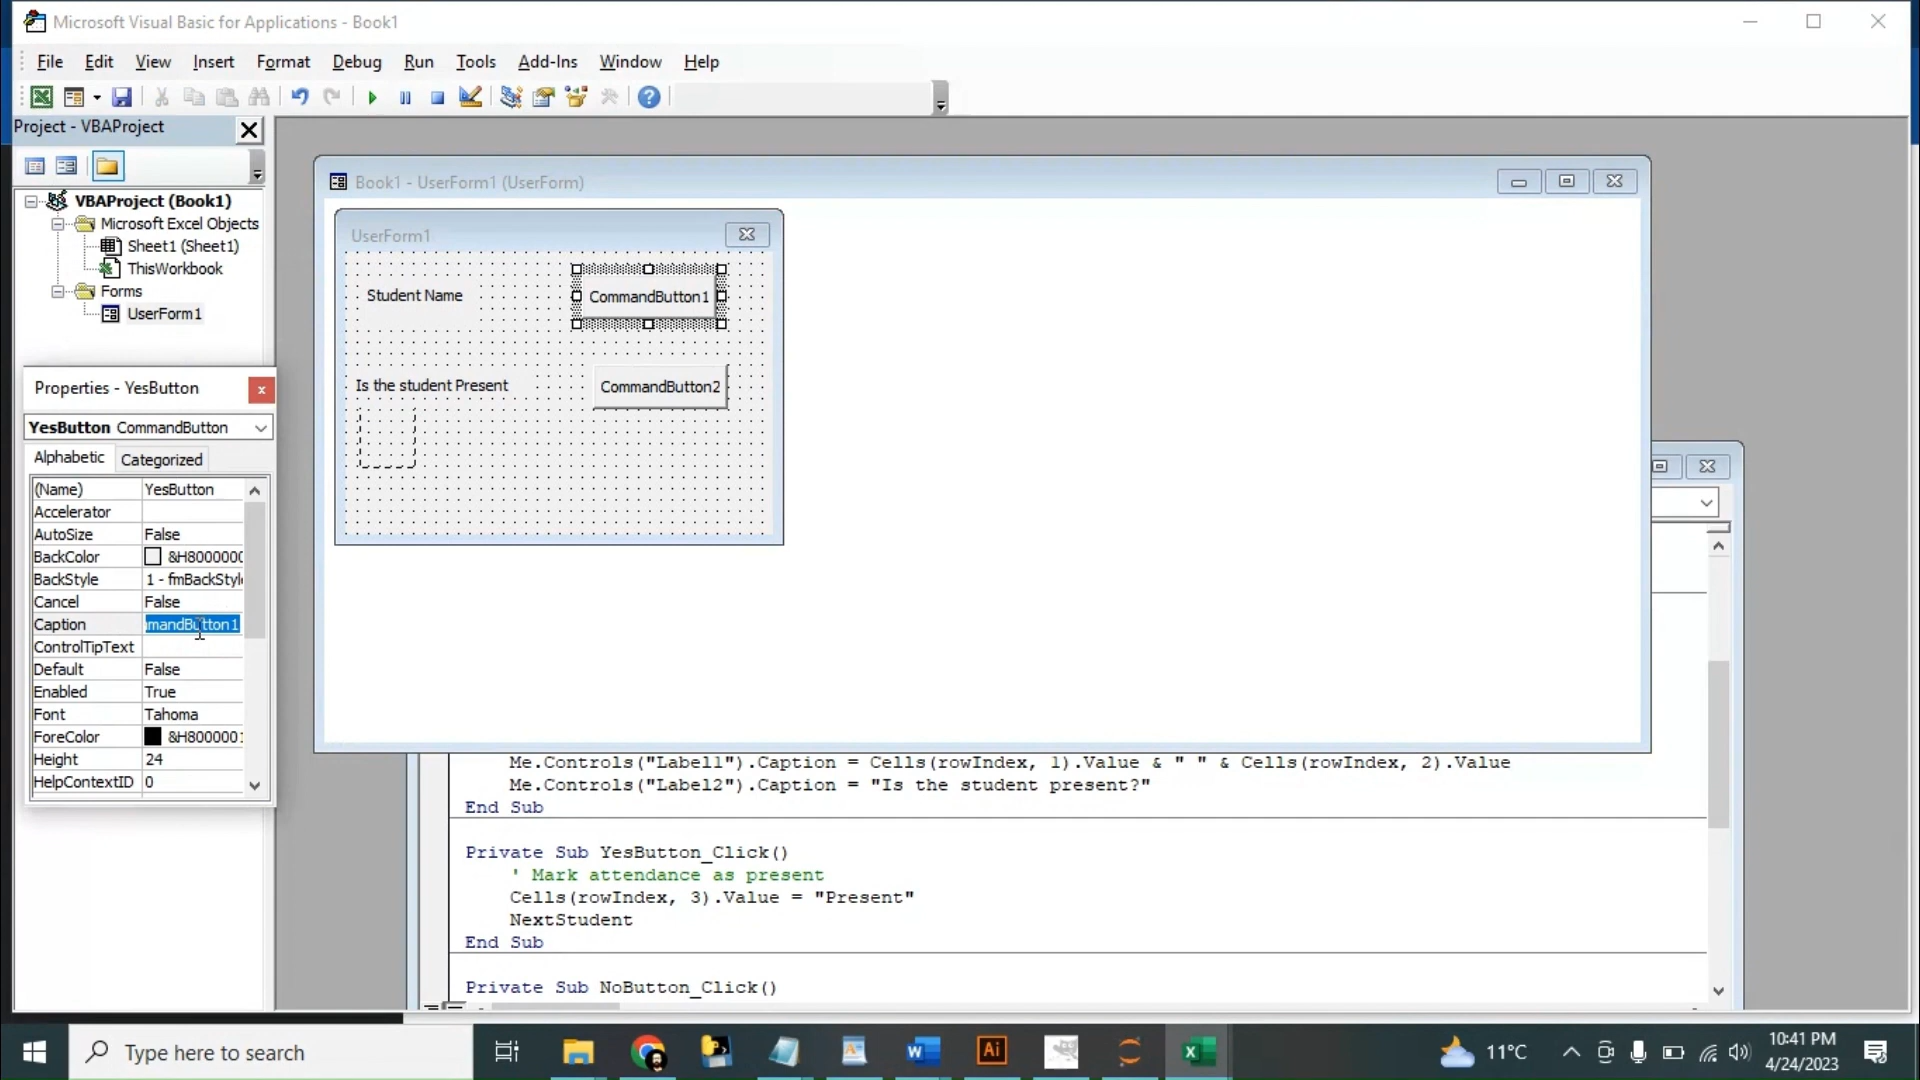 Microsoft Visual Basic for Applications - Book1
File Edit View Insert Format Debug Run Tools Add-Ins Window Help
Project - VBAProject
VBAProject (Book1)
Microsoft Excel Objects
Sheet1 (Sheet1)
ThisWorkbook
Forms
UserForm1
Properties - YesButton
YesButton CommandButton
Alphabetic Categorized
(Name) YesButton
Accelerator
AutoSize False
BackColor &H8000000
BackStyle 1 - fmBackStyl
Cancel False
Caption mandButton1
ControlTipText
Default False
Enabled True
Font Tahoma
ForeColor &H8000001
Height 24
HelpContextID 0
Book1 - UserForm1 (UserForm)
UserForm1
Student Name CommandButton1
Is the student Present CommandButton2
Me.Controls("Label1").Caption = Cells(rowIndex, 1).Value & " " & Cells(rowIndex, 2).Value
Me.Controls("Label2").Caption = "Is the student present?"
End Sub
Private Sub YesButton_Click()
' Mark attendance as present
Cells(rowIndex, 3).Value = "Present"
NextStudent
End Sub
Private Sub NoButton_Click()
Type here to search
W
Ai
X
11°C
10:41 PM
4/24/2023